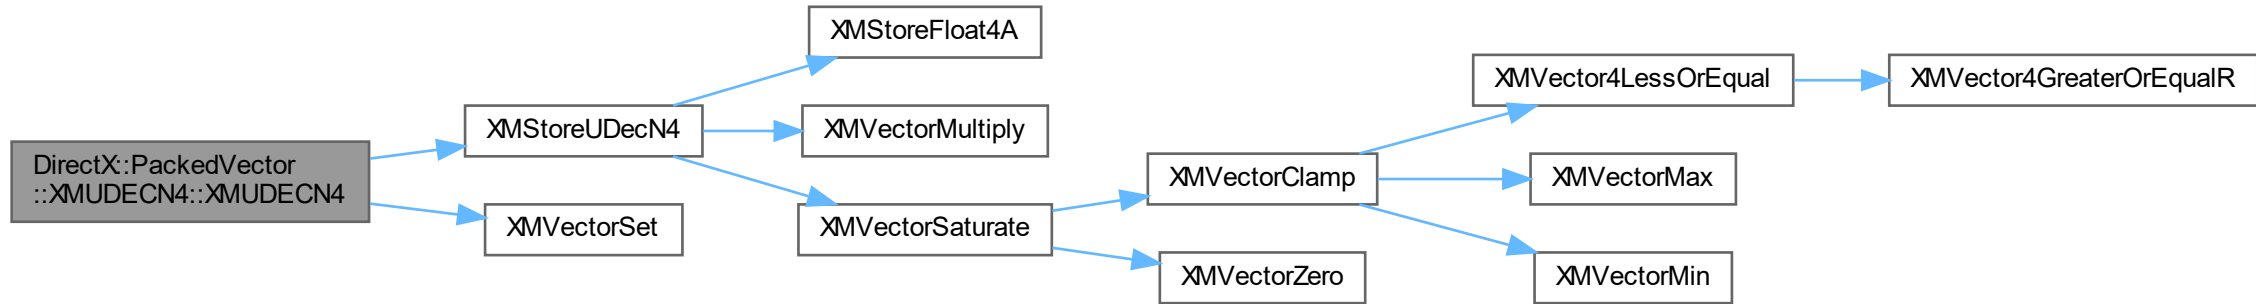 DirectX::PackedVector
::XMUDECN4::XMUDECN4
XMStoreUDecN4
XMVectorSet
XMStoreFloat4A
XMVectorMultiply
XMVectorSaturate
XMVectorClamp
XMVectorZero
XMVector4LessOrEqual
XMVectorMax
XMVectorMin
XMVector4GreaterOrEqualR